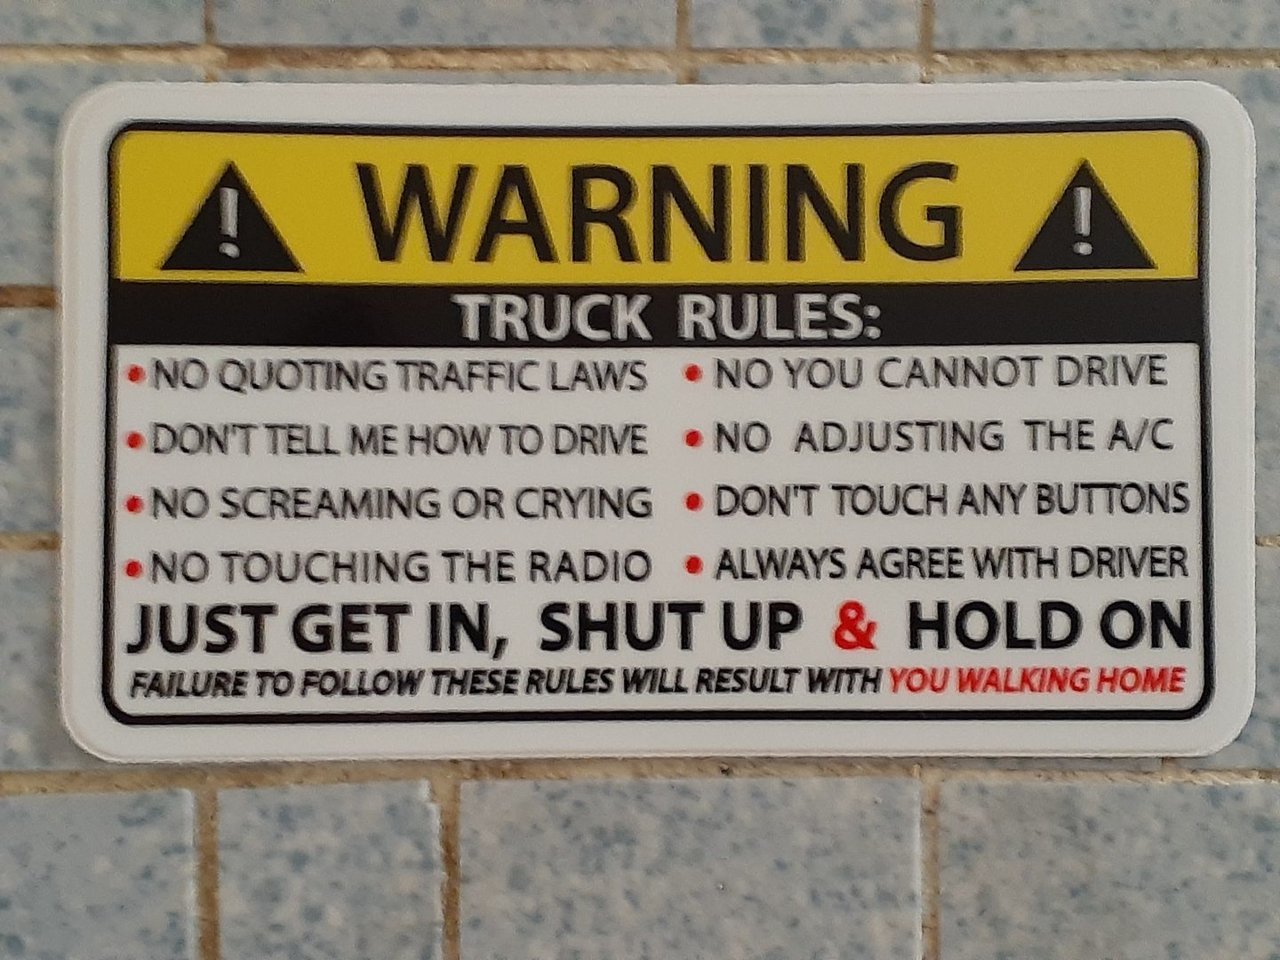 WARNING
TRUCK RULES:
• NO QUOTING TRAFFIC LAWS
• DON'T TELL ME HOW TO DRIVE
• NO SCREAMING OR CRYING
• NO TOUCHING THE RADIO
• NO YOU CANNOT DRIVE
• NO ADJUSTING THE A/C
• DON'T TOUCH ANY BUTTONS
• ALWAYS AGREE WITH DRIVER
JUST GET IN, SHUT UP & HOLD ON
FAILURE TO FOLLOW THESE RULES WILL RESULT WITH YOU WALKING HOME